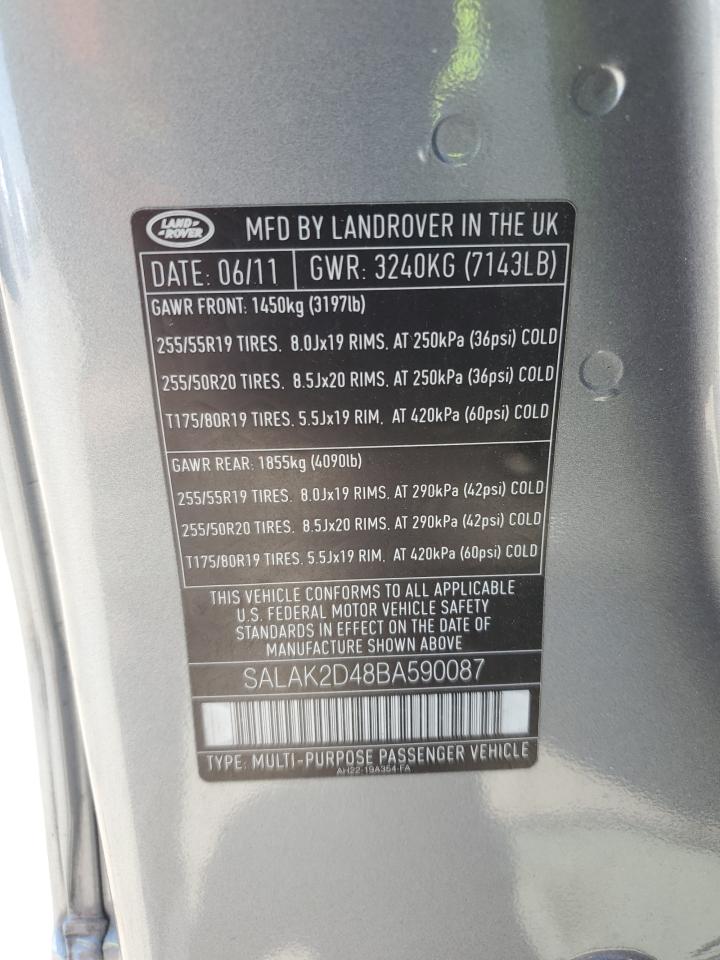 LAND-
-ROVER
MFD BY LANDROVER IN THE UK
DATE: 06/11 GWR: 3240KG (7143LB)
GAWR FRONT: 1450kg (3197lb)
255/55R19 TIRES. 8.0Jx19 RIMS. AT 250kPa (36psi) COLD
255/50R20 TIRES. 8.5Jx20 RIMS. AT 250kPa (36psi) COLD
T175/80R19 TIRES. 5.5Jx19 RIM. AT 420kPa (60psi) COLD
GAWR REAR: 1855kg (4090lb)
255/55R19 TIRES. 8.0Jx19 RIMS. AT 290kPa (42psi) COLD
255/50R20 TIRES. 8.5Jx20 RIMS. AT 290kPa (42psi) COLD
T175/80R19 TIRES. 5.5Jx19 RIM. AT 420kPa (60psi) COLD
THIS VEHICLE CONFORMS TO ALL APPLICABLE
U.S. FEDERAL MOTOR VEHICLE SAFETY
STANDARDS IN EFFECT ON THE DATE OF
MANUFACTURE SHOWN ABOVE
SALAK2D48BA590087
TYPE: MULTI-PURPOSE PASSENGER VEHICLE
AH22-19A354-FA